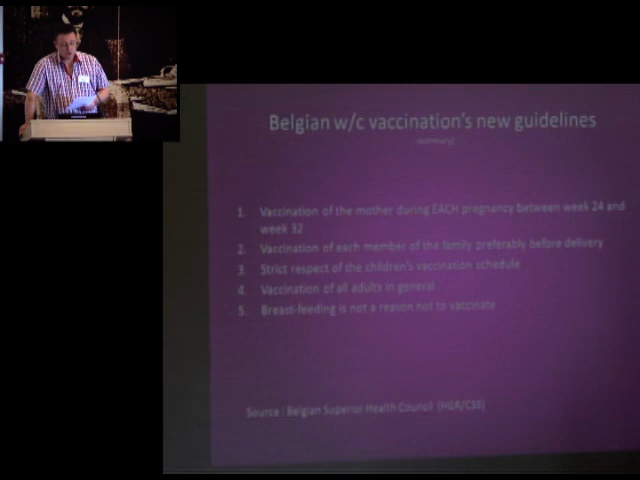 Belgian w/c vaccination's new guidelines
(summary)
1. Vaccination of the mother during EACH pregnancy between week 24 and
week 32
2. Vaccination of each member of the family preferably before delivery
3. Strict respect of the children's vaccination schedule
4. Vaccination of all adults in general
5. Breast-feeding is not a reason not to vaccinate
Source : Belgian Superior Health Council (HGR/CSS)